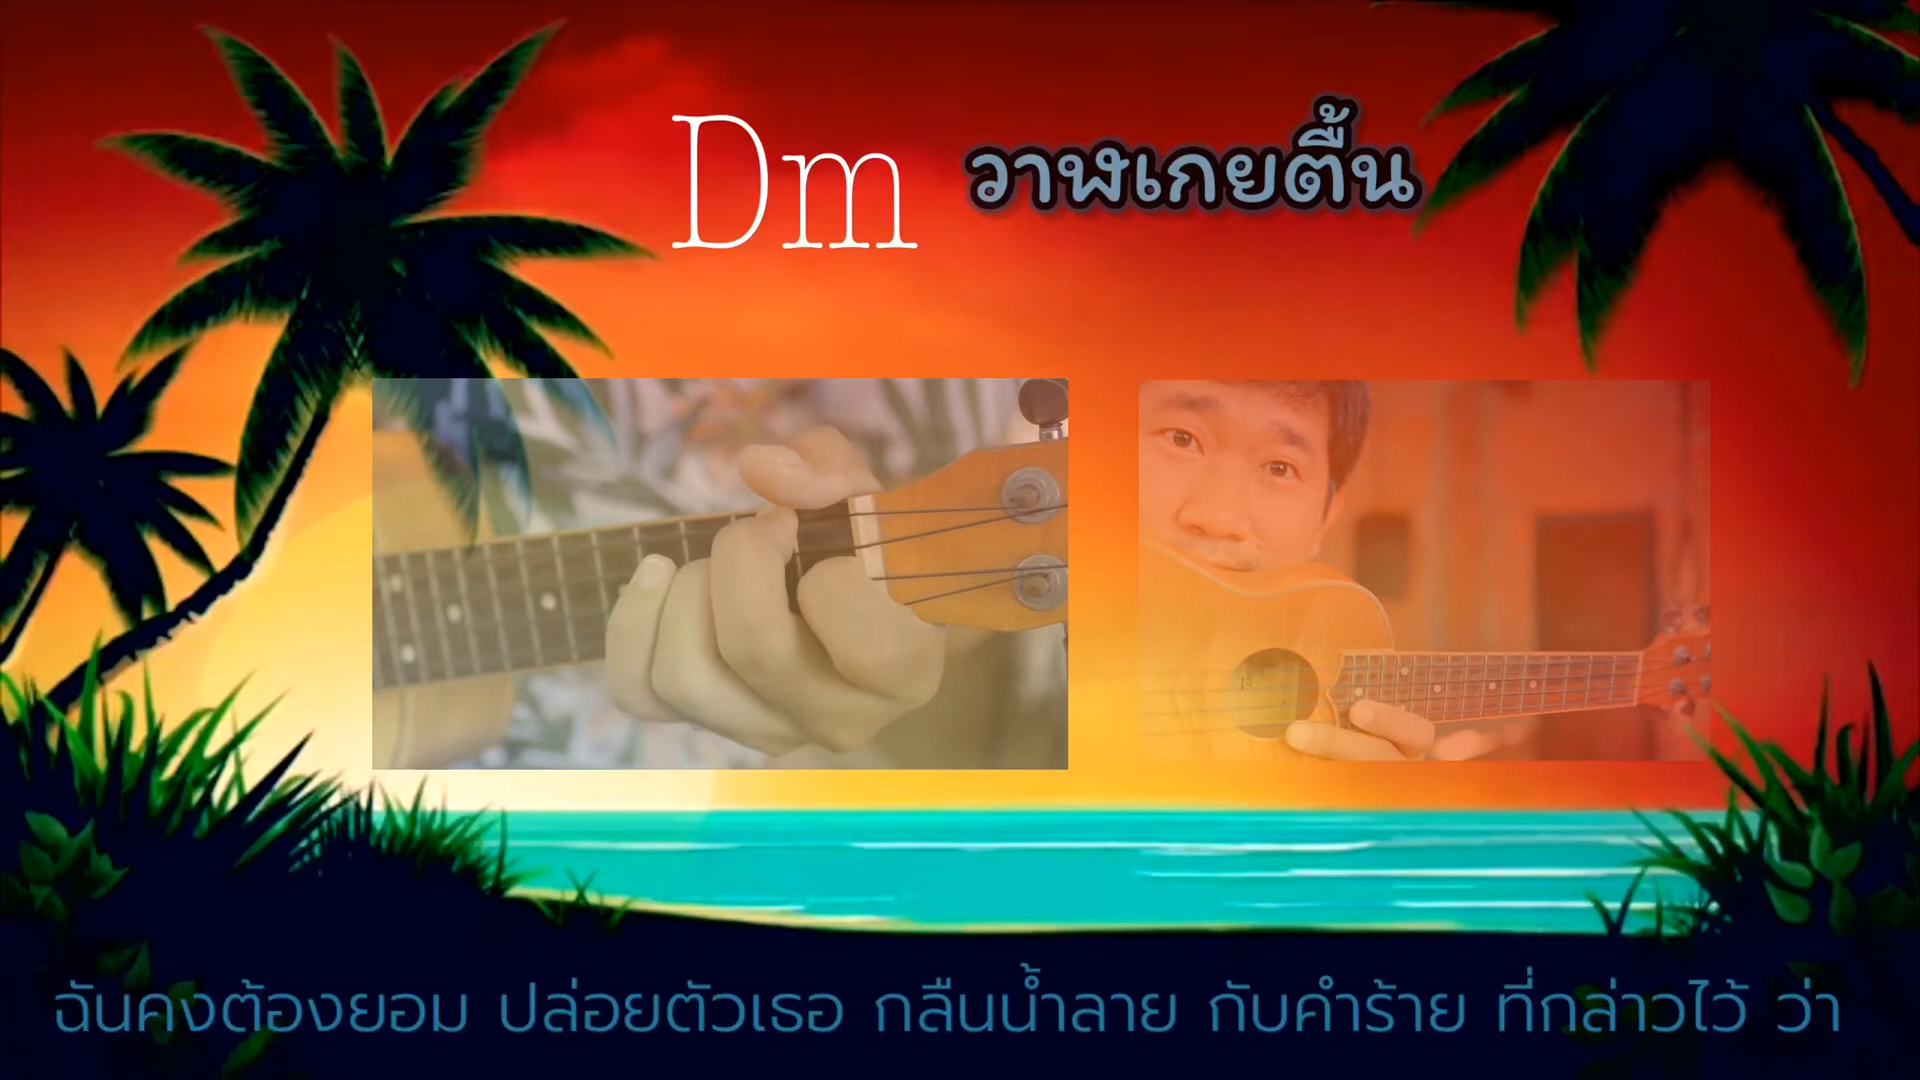 Dm
วาฬเกยตื้น
ฉันคงต้องยอม ปล่อยตัวเธอ กลืนน้ำลาย กับคำร้าย ที่กล่าวไว้ ว่า